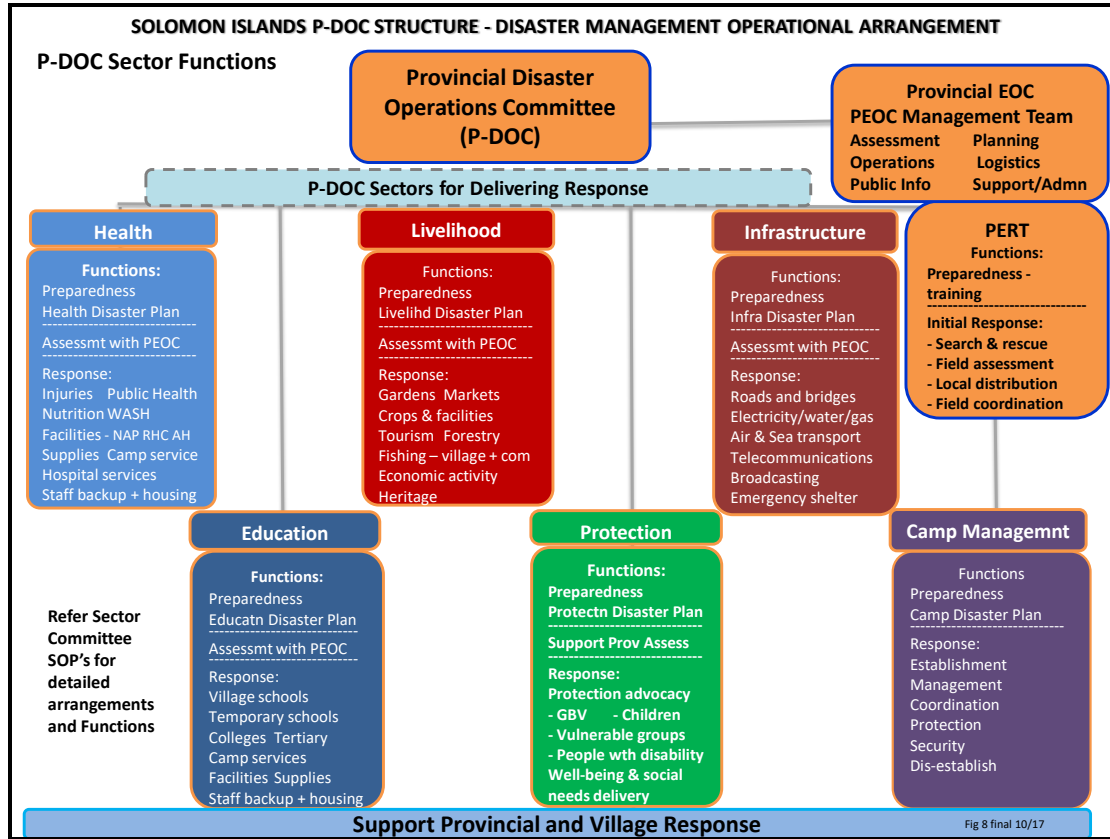 SOLOMON ISLANDS P-DOC STRUCTURE - DISASTER MANAGEMENT OPERATIONAL ARRANGEMENT
P-DOC Sector Functions
Provincial Disaster
Operations Committee
(P-DOC)
Provincial EOC
PEOC Management Team
Assessment Planning
Operations Logistics
Public Info Support/Admn
P-DOC Sectors for Delivering Response
Health
Functions:
Preparedness
Health Disaster Plan
Assessmt with PEOC
Response:
Injuries Public Health
Nutrition WASH
Facilities - NAP RHC AH
Supplies Camp service
Hospital services
Staff backup + housing
Livelihood
Functions:
Preparedness
Livelihd Disaster Plan
Assessmt with PEOC
Response:
Gardens Markets
Crops & facilities
Tourism Forestry
Fishing – village + com
Economic activity
Heritage
Infrastructure
Functions:
Preparedness
Infra Disaster Plan
Assessmt with PEOC
Response:
Roads and bridges
Electricity/water/gas
Air & Sea transport
Telecommunications
Broadcasting
Emergency shelter
PERT
Functions:
Preparedness -
training
Initial Response:
- Search & rescue
- Field assessment
- Local distribution
- Field coordination
Refer Sector
Committee
SOP's for
detailed
arrangements
and Functions
Education
Functions:
Preparedness
Educatn Disaster Plan
Assessmt with PEOC
Response:
Village schools
Temporary schools
Colleges Tertiary
Camp services
Facilities Supplies
Staff backup + housing
Protection
Functions:
Preparedness
Protectn Disaster Plan
Support Prov Assess
Response:
Protection advocacy
- GBV - Children
- Vulnerable groups
- People wth disability
Well-being & social
needs delivery
Camp Managemnt
Functions
Preparedness
Camp Disaster Plan
Response:
Establishment
Management
Coordination
Protection
Security
Dis-establish
Support Provincial and Village Response
Fig 8 final 10/17